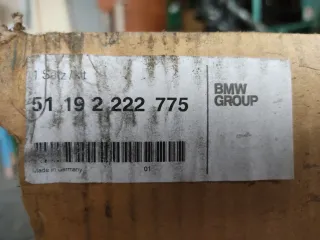 1 Satz/Kit
51 19 2 222 775
BMW
GROUP
Made in Germany
01